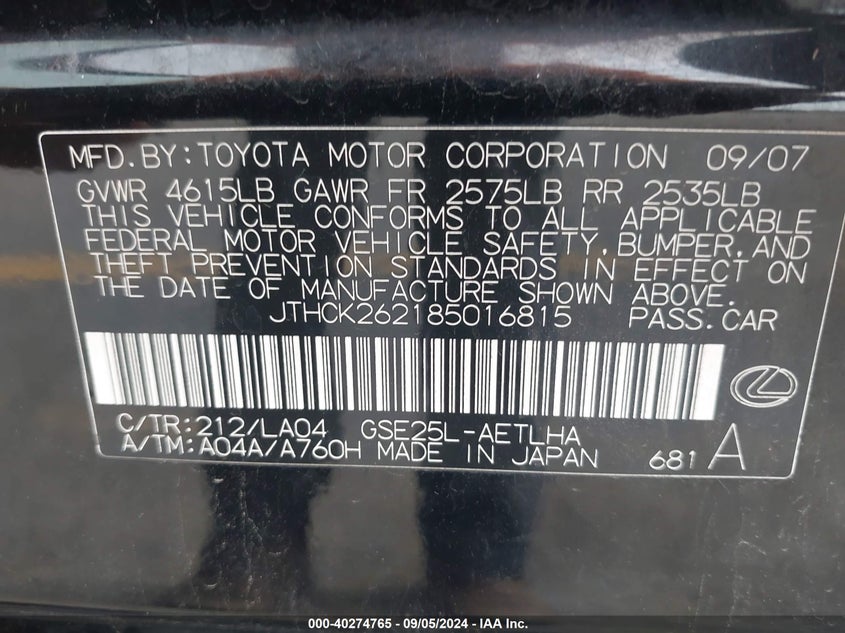 MFD.BY:TOYOTA MOTOR CORPORATION 09/07
GVWR 4615LB GAWR FR 2575LB RR 2535LB
THIS VEHICLE CONFORMS TO ALL APPLICABLE
FEDERAL MOTOR VEHICLE SAFETY,BUMPER,AND
THEFT PREVENTION STANDARDS IN EFFECT ON
THE DATE OF MANUFACTURE SHOWN ABOVE.
JTHCK262185016815 PASS.CAR
C/TR:212/LA04 GSE25L-AETLHA
A/TM:A04A/A760H MADE IN JAPAN 681 A
000-40274765 - 09/05/2024 - IAA Inc.